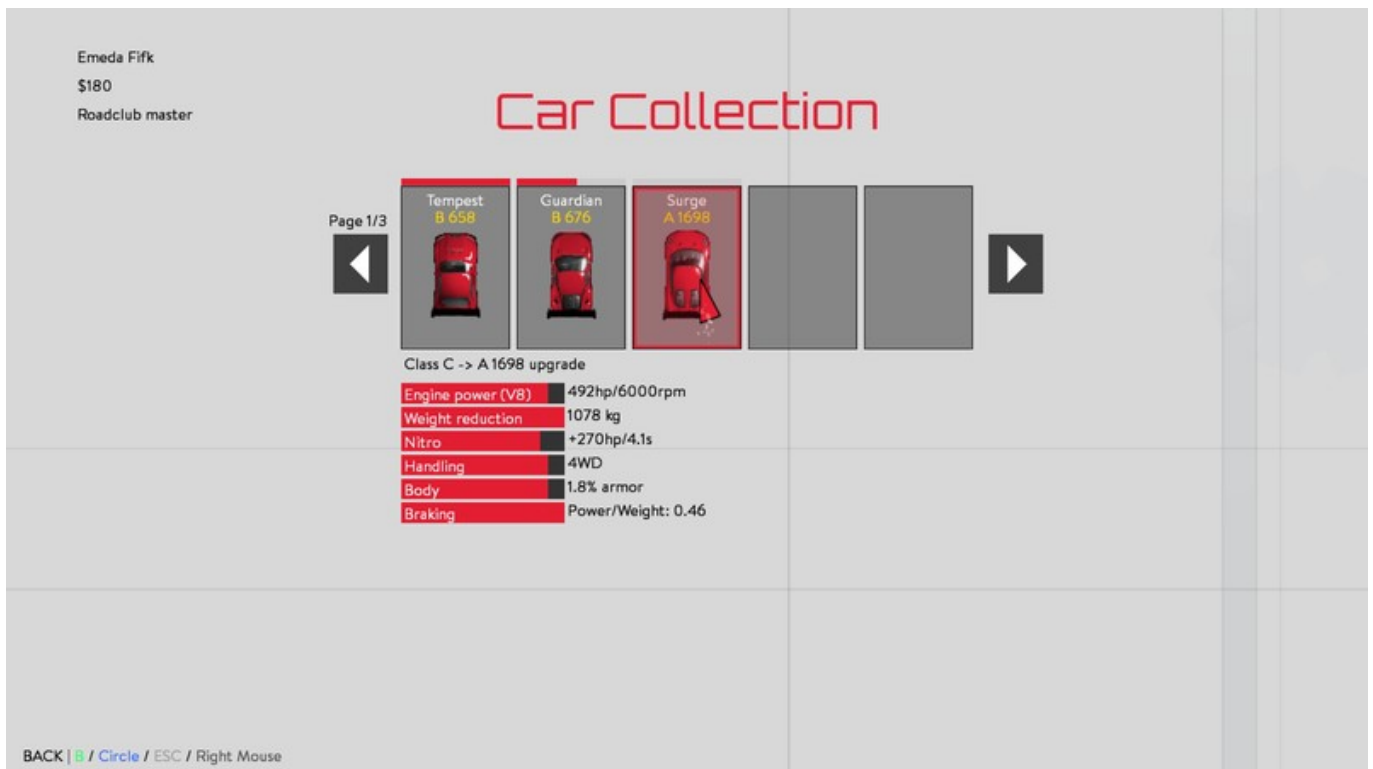 Emeda Fifk
$180
Roadclub master
Car Collection
Page 1/3
Tempest
B 658
Guardian
B 676
Surge
A 1698
Class C -> A 1698 upgrade
Engine power (V8) 492hp/6000rpm
Weight reduction 1078 kg
Nitro +270hp/4.1s
Handling 4WD
Body 1.8% armor
Braking Power/Weight: 0.46
BACK | B / Circle / ESC / Right Mouse